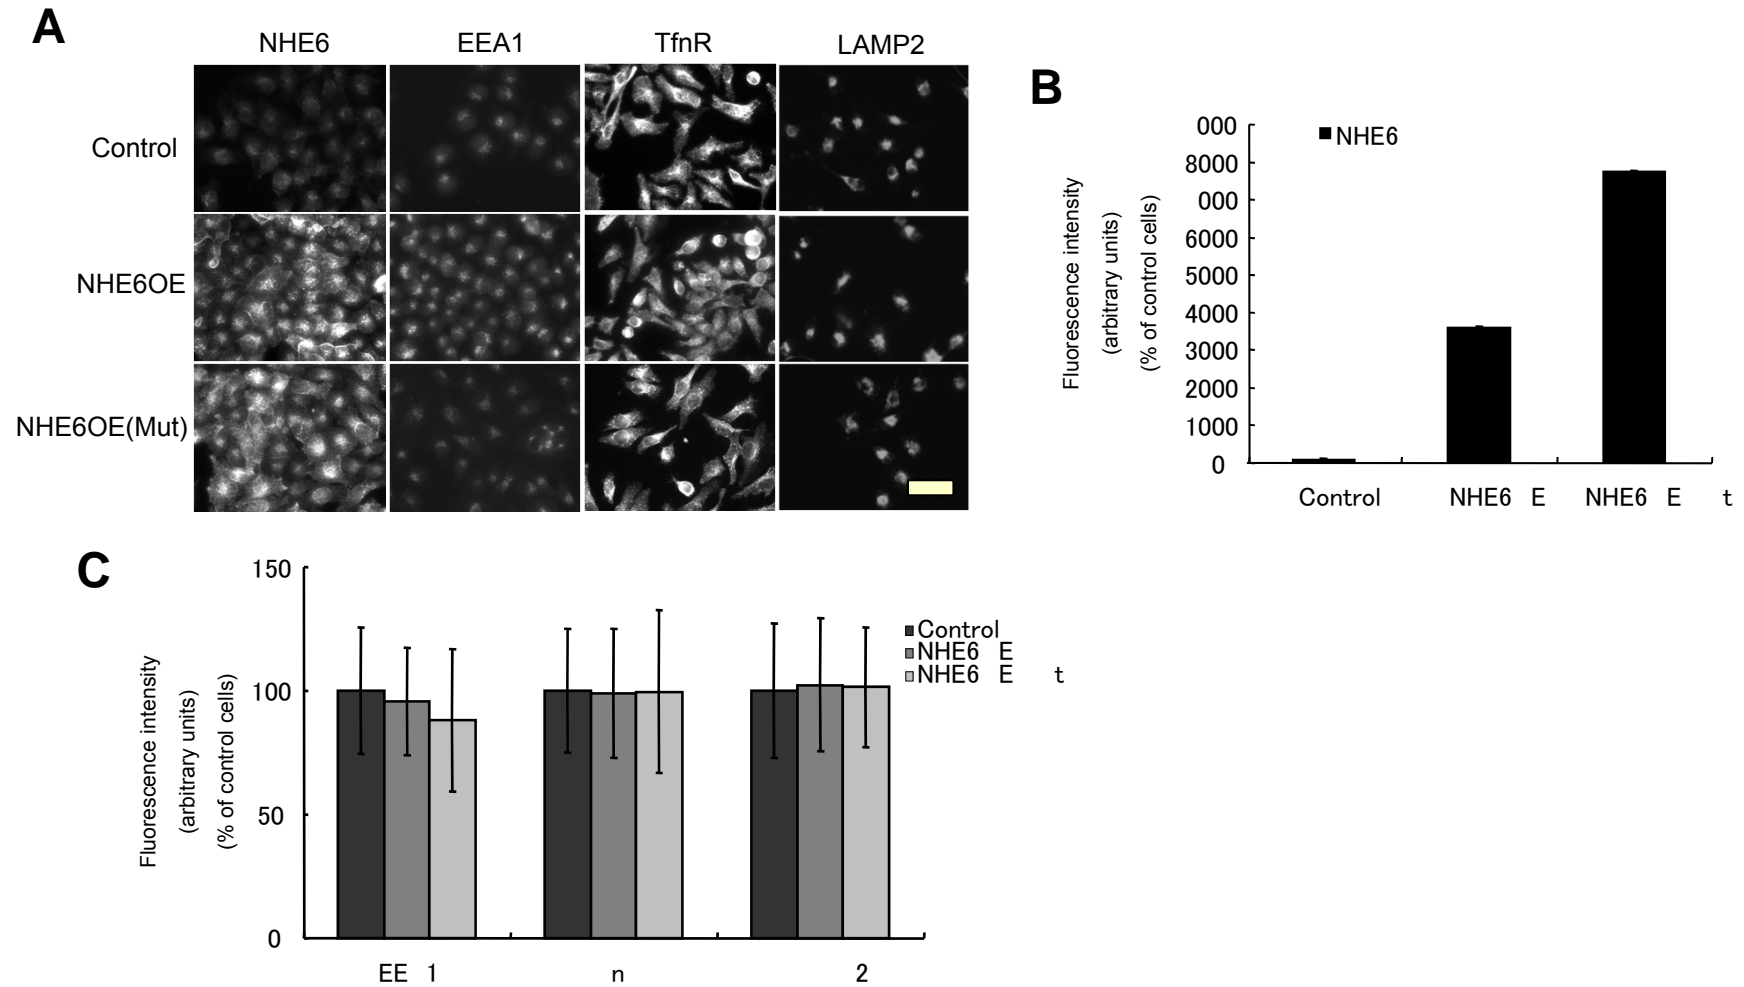 A
NHE6 EEA1 TfnR LAMP2
Control
NHE6OE
NHE6OE(Mut)
B
Fluorescence intensity
(arbitrary units)
(% of control cells)
000
8000
000
6000
5000
4000
3000
2000
1000
0
NHE6
Control NHE6 E NHE6 E t
C
Fluorescence intensity
(arbitrary units)
(% of control cells)
150
100
50
0
Control
NHE6 E
NHE6 E t
EE 1 n 2